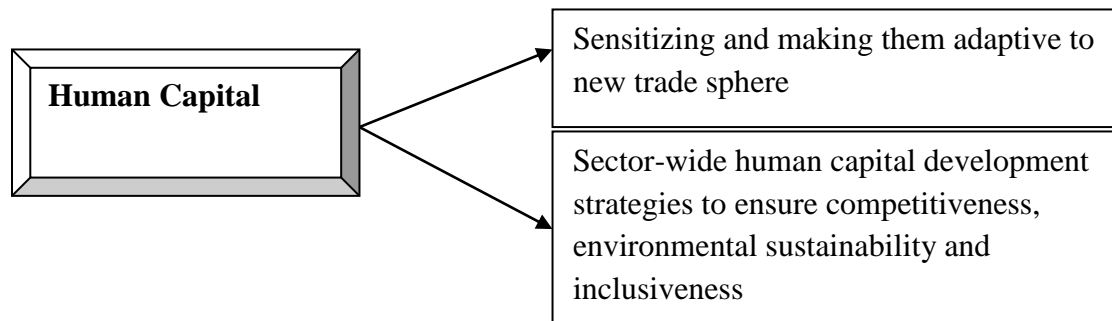 Human Capital
Sensitizing and making them adaptive to
new trade sphere
Sector-wide human capital development
strategies to ensure competitiveness,
environmental sustainability and
inclusiveness